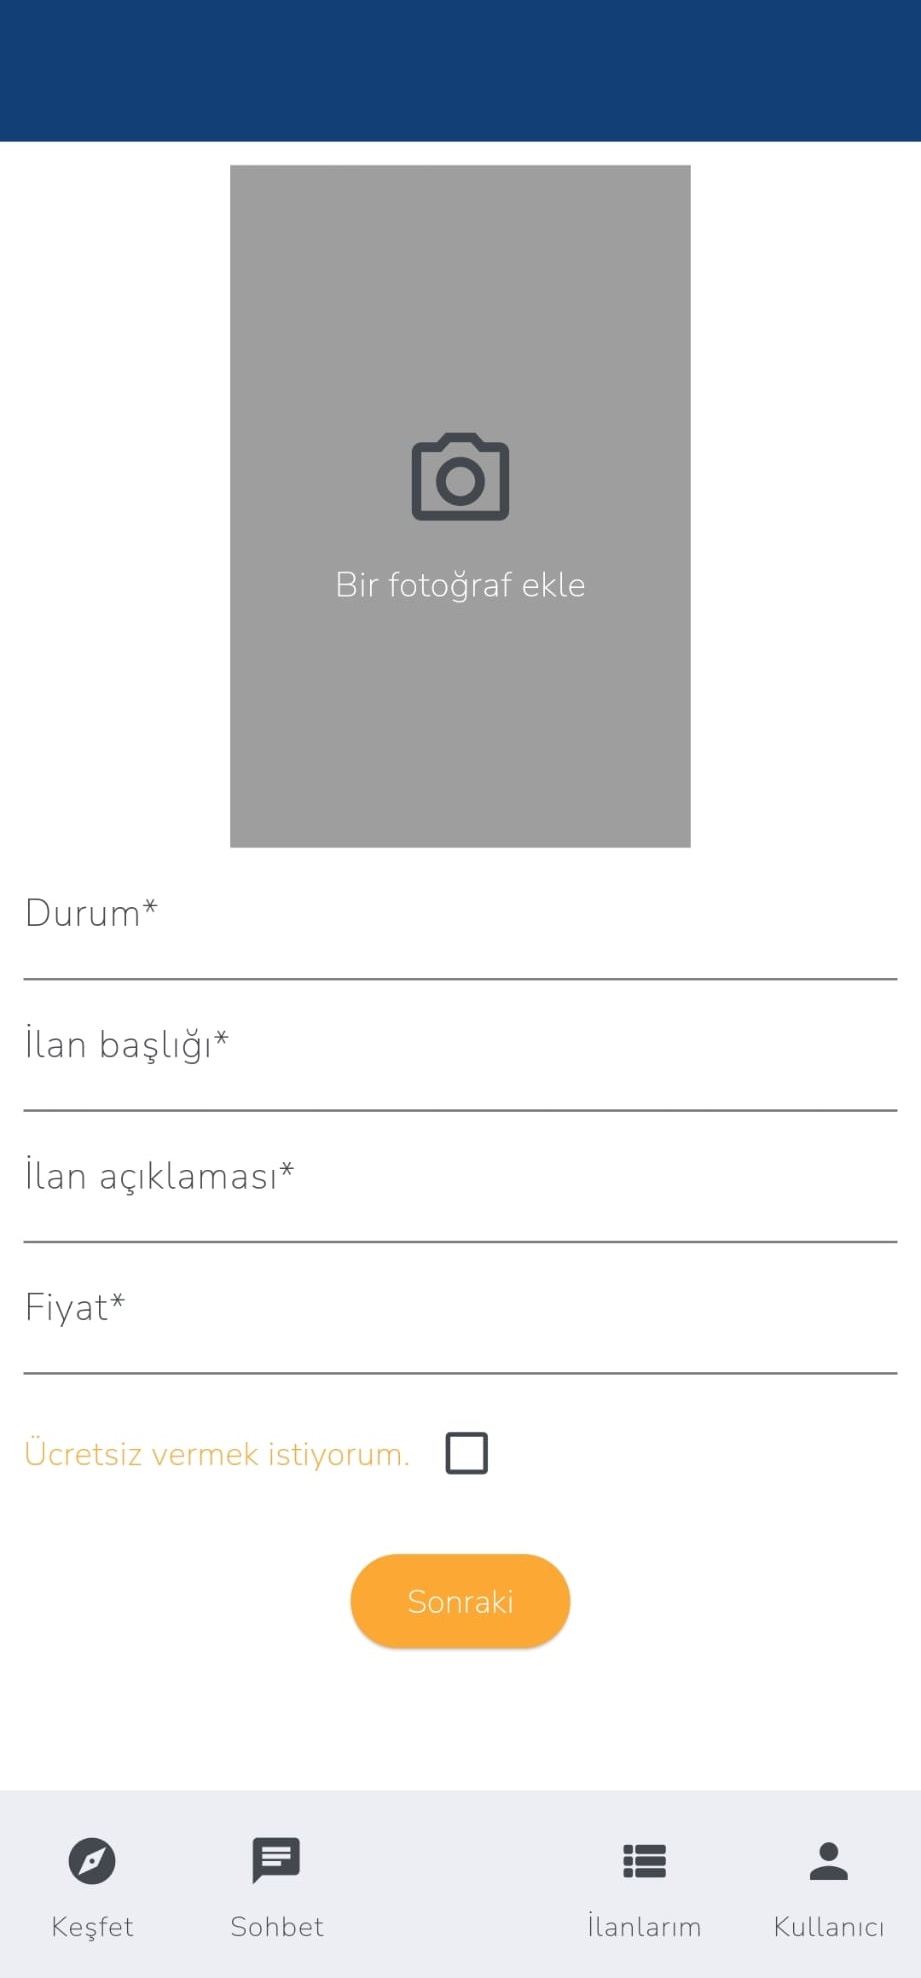 Bir fotoğraf ekle
Durum*
İlan başlığı*
İlan açıklaması*
Fiyat*
Ücretsiz vermek istiyorum.
Sonraki
Keşfet
Sohbet
İlanlarım
Kullanıcı